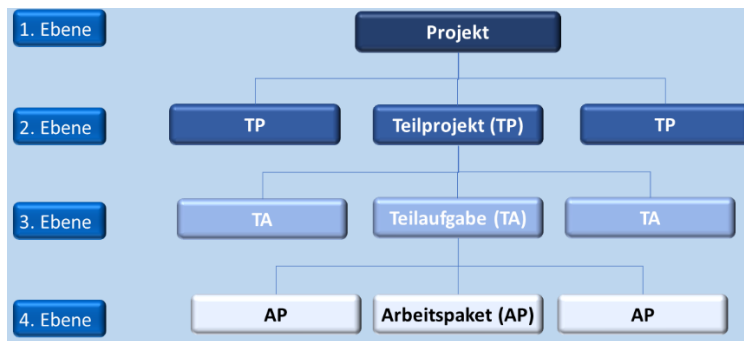 1. Ebene
Projekt
2. Ebene
TP
Teilprojekt (TP)
TP
3. Ebene
TA
Teilaufgabe (TA)
TA
4. Ebene
AP
Arbeitspaket (AP)
AP